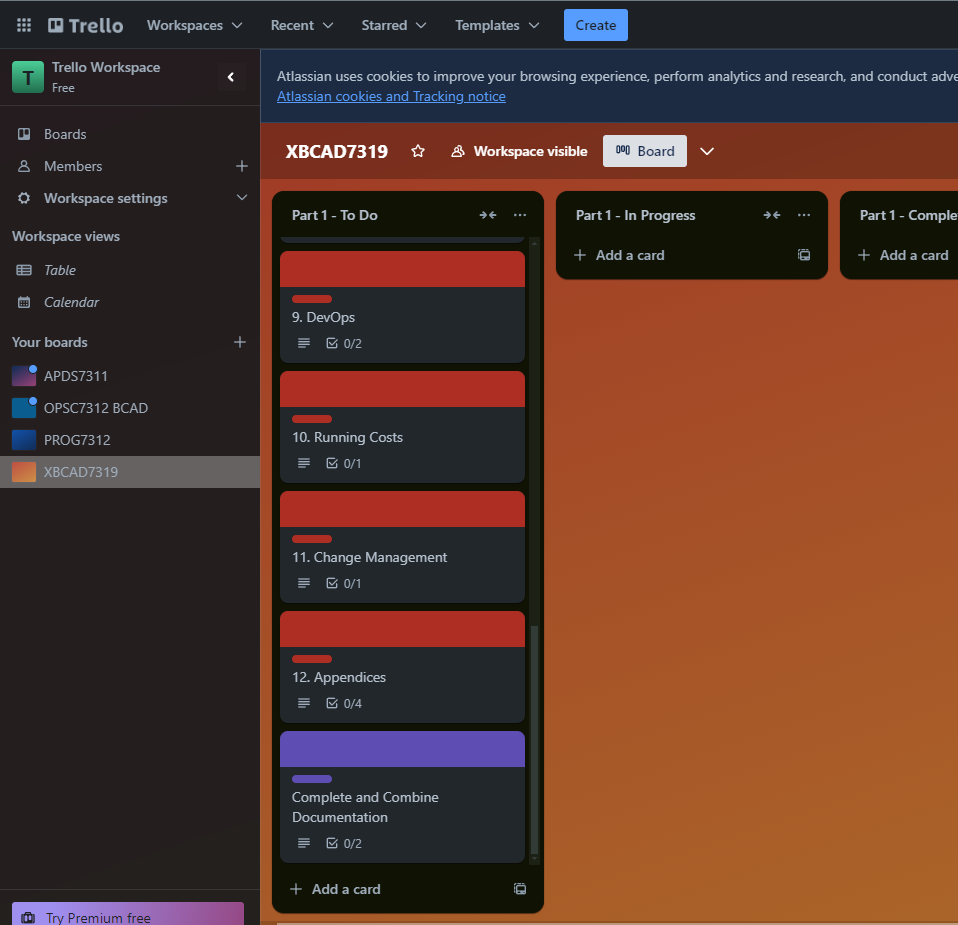 Trello
Workspaces
Recent
Starred
Templates
Create
T
Trello Workspace
Free
Boards
Members
Workspace settings
Workspace views
Table
Calendar
Your boards
APDS7311
OPSC7312 BCAD
PROG7312
XBCAD7319
Try Premium free
Atlassian uses cookies to improve your browsing experience, perform analytics and research, and conduct adve
Atlassian cookies and Tracking notice
XBCAD7319
Workspace visible
Board
Part 1 - To Do
9. DevOps
0/2
10. Running Costs
0/1
11. Change Management
0/1
12. Appendices
0/4
Complete and Combine
Documentation
0/2
Add a card
Part 1 - In Progress
Add a card
Part 1 - Comple
Add a card